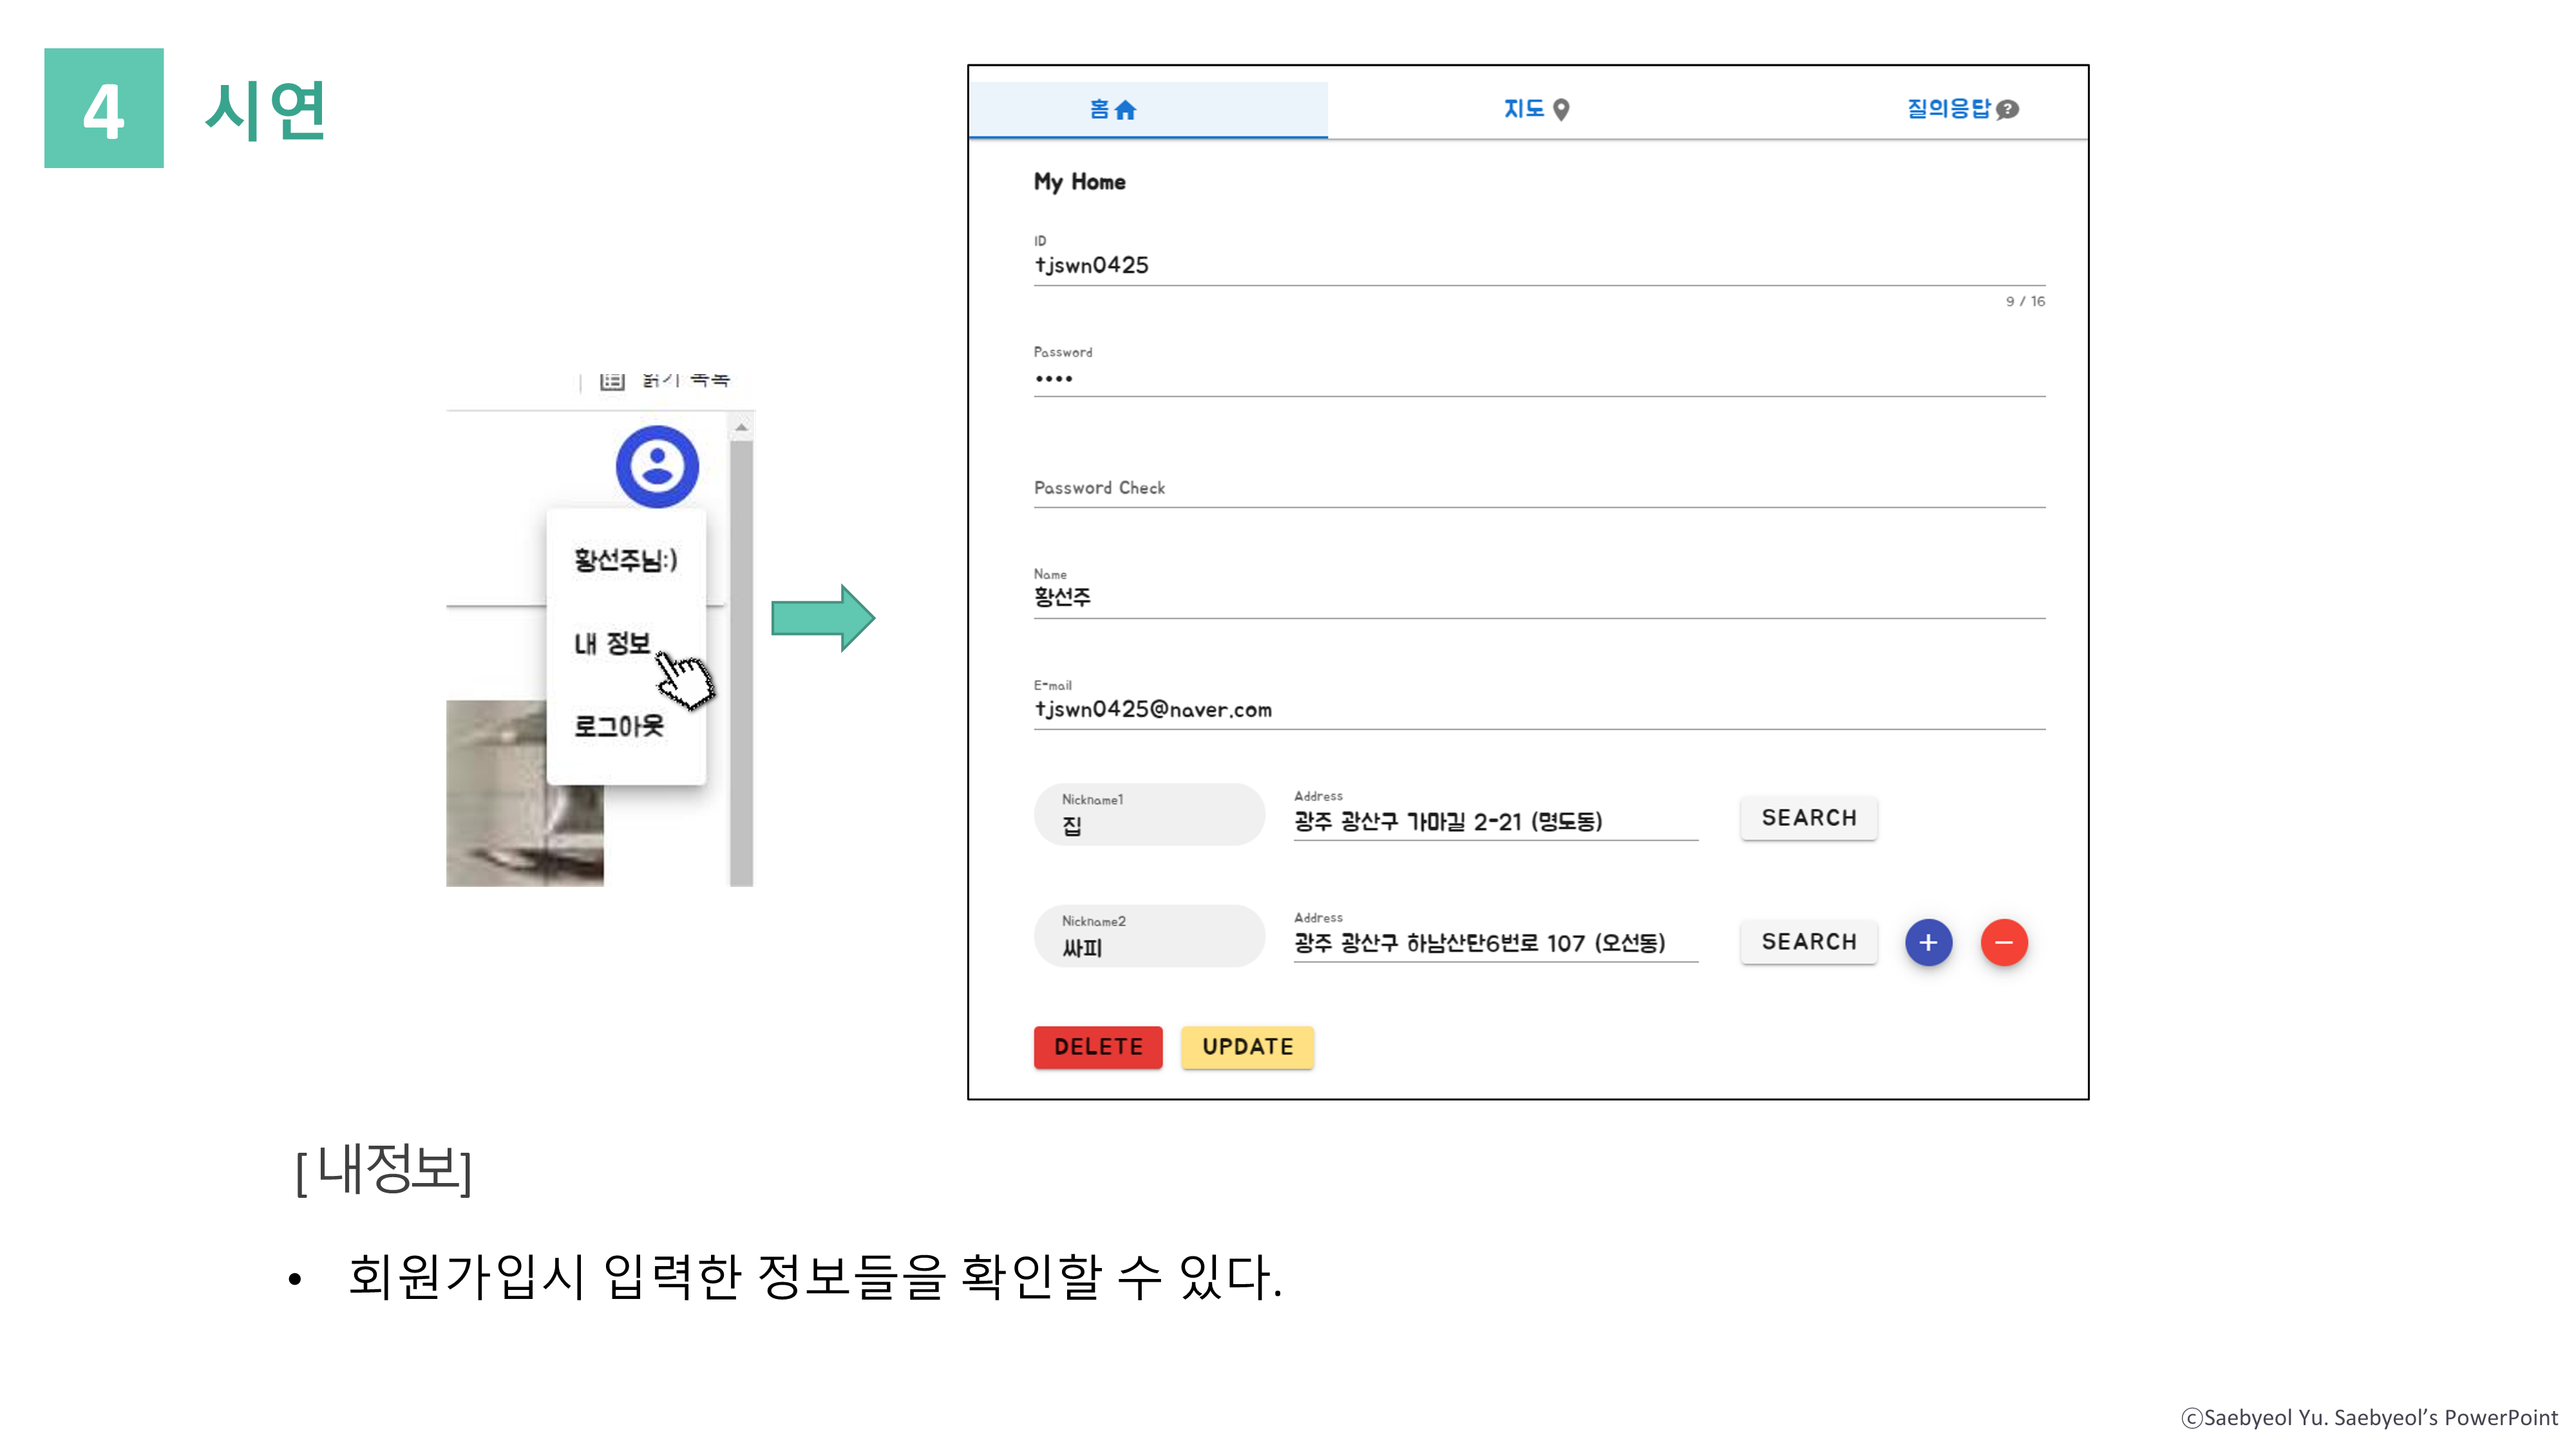 4 시연
홈 지도 질의응답
My Home
ID
tjswn0425
9 / 16
Password
••••
Password Check
Name
황선주
E-mail
tjswn0425@naver.com
Nickname1
집
Address
광주 광산구 가마길 2-21 (명도동)
SEARCH
Nickname2
싸피
Address
광주 광산구 하남산단6번로 107 (오선동)
SEARCH
DELETE UPDATE
읽기 목록
황선주님:)
내 정보
로그아웃
[내정보]
• 회원가입시 입력한 정보들을 확인할 수 있다.
ⓒSaebyeol Yu. Saebyeol’s PowerPoint